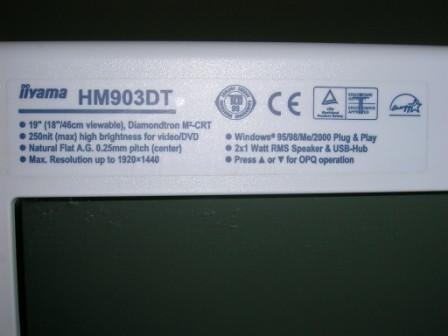 iiyama HM903DT
TCO 99 CE
• 19" (18"/46cm viewable), Diamondtron M²-CRT
• 250nit (max) high brightness for video/DVD
• Natural Flat A.G. 0.25mm pitch (center)
• Max. Resolution up to 1920×1440
• Windows® 95/98/Me/2000 Plug & Play
• 2x1 Watt RMS Speaker & USB-Hub
• Press ▲ or ▼ for OPQ operation